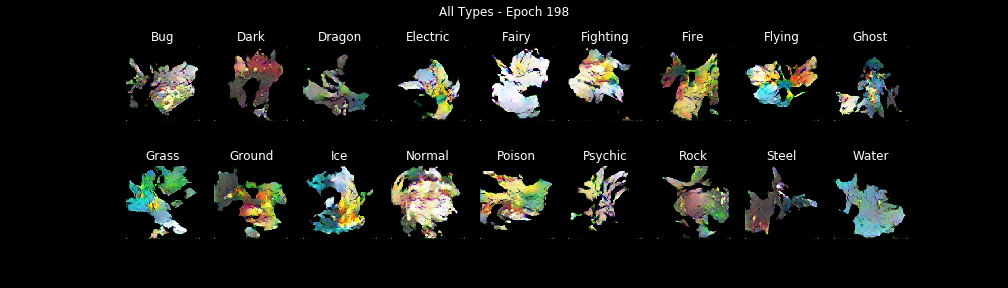 All Types - Epoch 198
Bug Dark Dragon Electric Fairy Fighting Fire Flying Ghost
Grass Ground Ice Normal Poison Psychic Rock Steel Water